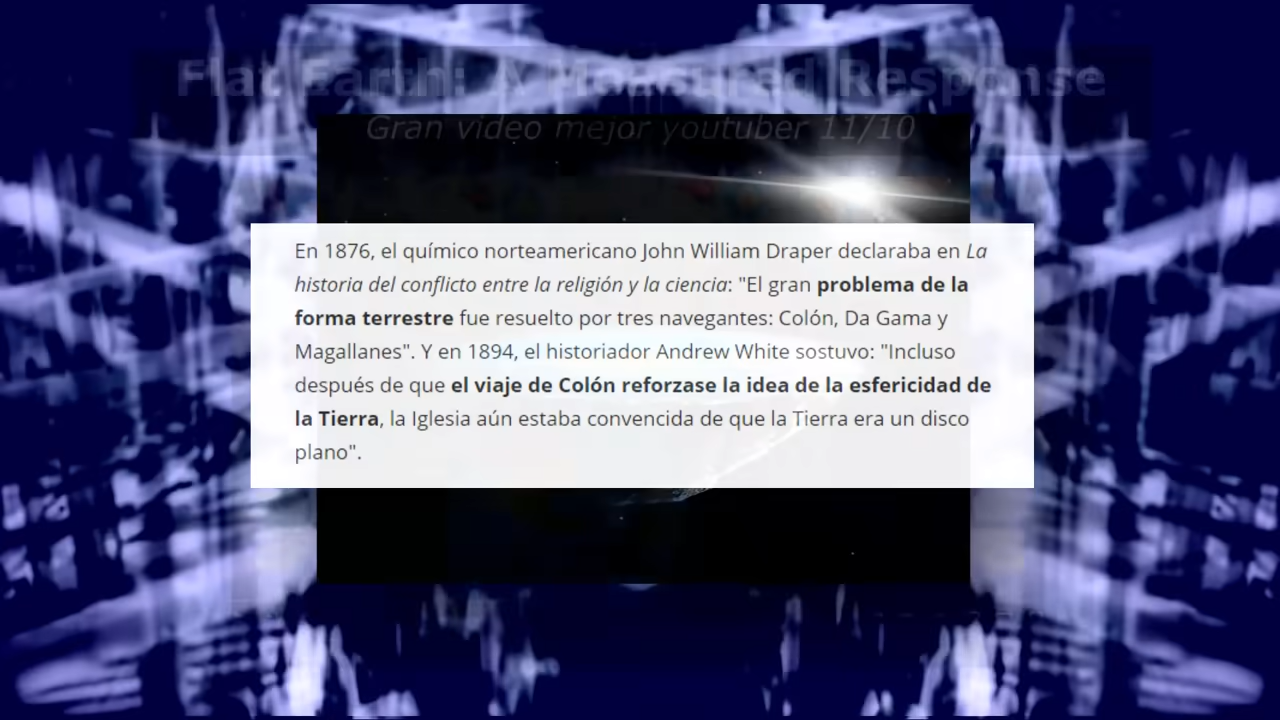 Flat Earth: A Measured Response
Gran video mejor youtuber 11/10
En 1876, el químico norteamericano John William Draper declaraba en La
historia del conflicto entre la religión y la ciencia: "El gran problema de la
forma terrestre fue resuelto por tres navegantes: Colón, Da Gama y
Magallanes". Y en 1894, el historiador Andrew White sostuvo: "Incluso
después de que el viaje de Colón reforzase la idea de la esfericidad de
la Tierra, la Iglesia aún estaba convencida de que la Tierra era un disco
plano".